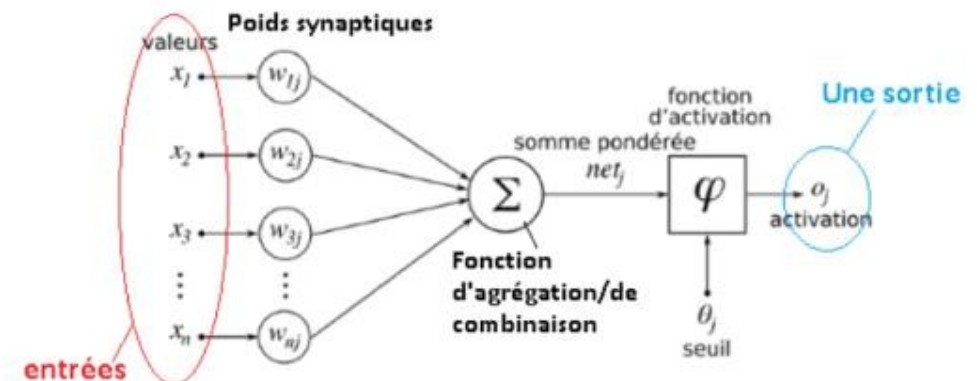 Poids synaptiques
valeurs
x₁ w₁ⱼ
x₂ w₂ⱼ
x₃ w₃ⱼ
⋮ ⋮
xₙ wₙⱼ
entrées
Σ
Fonction
d'agrégation/de
combinaison
somme pondérée
netⱼ
fonction
d'activation
φ
θⱼ
seuil
Une sortie
oⱼ
activation